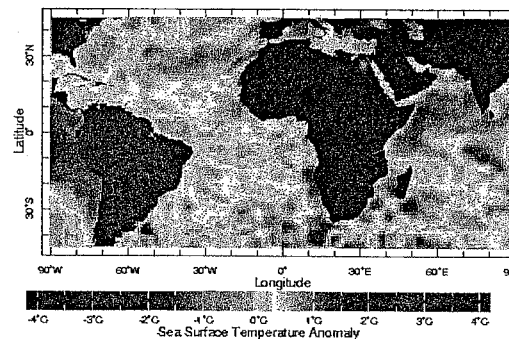 30°N
0°
30°S
Latitude
90°W 60°W 30°W 0° 30°E 60°E
Longitude
-4°C -3°C -2°C -1°C 0°C 1°C 2°C 3°C 4°C
Sea Surface Temperature Anomaly